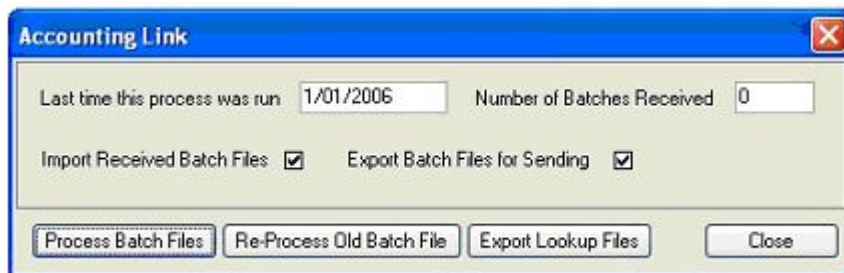 Accounting Link
Last time this process was run 1/01/2006 Number of Batches Received 0
Import Received Batch Files Export Batch Files for Sending
Process Batch Files Re-Process Old Batch File Export Lookup Files Close